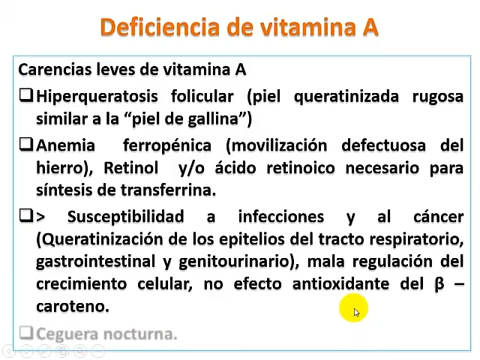 Deficiencia de vitamina A
Carencias leves de vitamina A
❑Hiperqueratosis folicular (piel queratinizada rugosa
similar a la “piel de gallina”)
❑Anemia ferropénica (movilización defectuosa del
hierro), Retinol y/o ácido retinoico necesario para
síntesis de transferrina.
❑> Susceptibilidad a infecciones y al cáncer
(Queratinización de los epitelios del tracto respiratorio,
gastrointestinal y genitourinario), mala regulación del
crecimiento celular, no efecto antioxidante del β –
caroteno.
❑Ceguera nocturna.